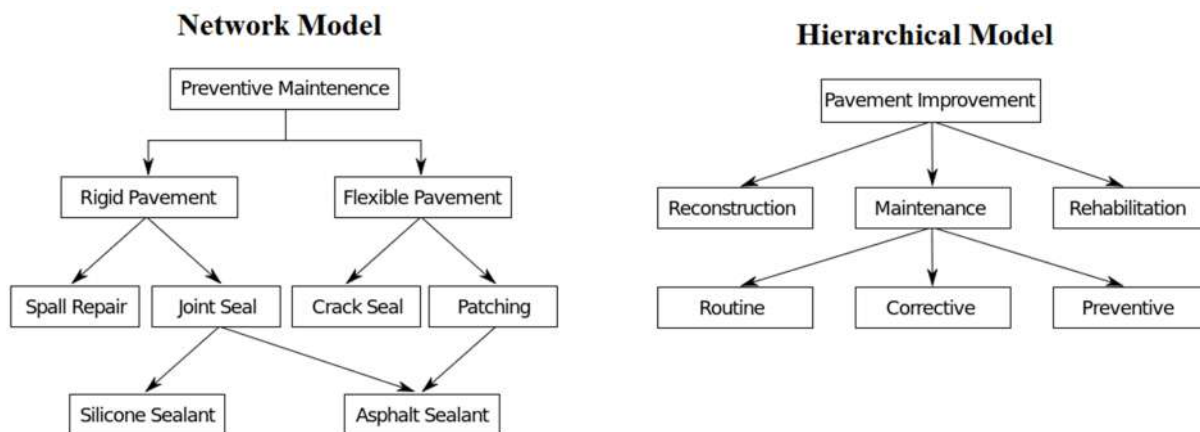 Network Model
Preventive Maintenence
Rigid Pavement
Flexible Pavement
Spall Repair
Joint Seal
Crack Seal
Patching
Silicone Sealant
Asphalt Sealant
Hierarchical Model
Pavement Improvement
Reconstruction
Maintenance
Rehabilitation
Routine
Corrective
Preventive